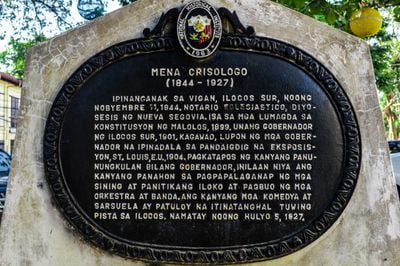 1963
MENA CRISOLOGO
(1844 - 1927)
IPINANGANAK SA VIGAN, ILOCOS SUR, NOONG
NOBYEMBRE 11, 1844, NOTARIO ECLESIASTICO, DIYO-
SESIS NG NUEVA SEGOVIA. ISA SA MGA LUMAGDA SA
KONSTITUSYON NG MALOLOS, 1899, UNANG GOBERNADOR
NG ILOCOS SUR, 1901, KAGAWAD, LUPON NG MGA GOBER-
NADOR NA IPINADALA SA PANDAIGDIG NA EKSPOSIS-
YON, ST. LOUIS, E.U., 1904. PAGKATAPOS NG KANYANG PANU-
NUNGKULAN BILANG GOBERNADOR, INILAAN NIYA ANG
KANYANG PANAHON SA PAGPAPALAGANAP NG MGA
SINING AT PANITIKANG ILOKO AT PAGBUO NG MGA
ORKESTRA AT BANDA. ANG KANYANG MGA KOMEDYA AT
SARSUELA AY PATULOY NA ITINATANGHAL TUWING
PISTA SA ILOCOS. NAMATAY NOONG HULYO 5, 1927.